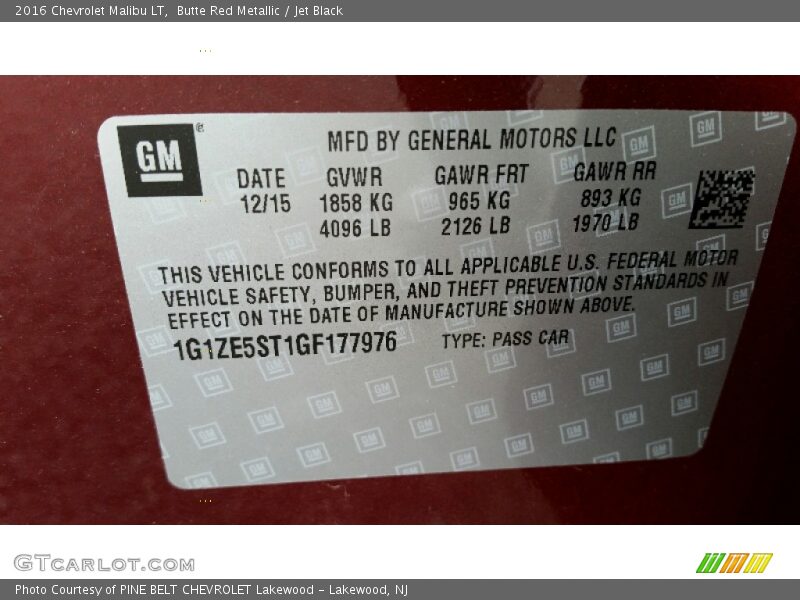 2016 Chevrolet Malibu LT,  Butte Red Metallic / Jet Black
GM®
MFD BY GENERAL MOTORS LLC
DATE GVWR GAWR FRT GAWR RR
12/15 1858 KG 965 KG 893 KG
4096 LB 2126 LB 1970 LB
THIS VEHICLE CONFORMS TO ALL APPLICABLE U.S. FEDERAL MOTOR
VEHICLE SAFETY, BUMPER, AND THEFT PREVENTION STANDARDS IN
EFFECT ON THE DATE OF MANUFACTURE SHOWN ABOVE.
1G1ZE5ST1GF177976 TYPE: PASS CAR
GTCARLOT.COM
Photo Courtesy of PINE BELT CHEVROLET Lakewood - Lakewood, NJ